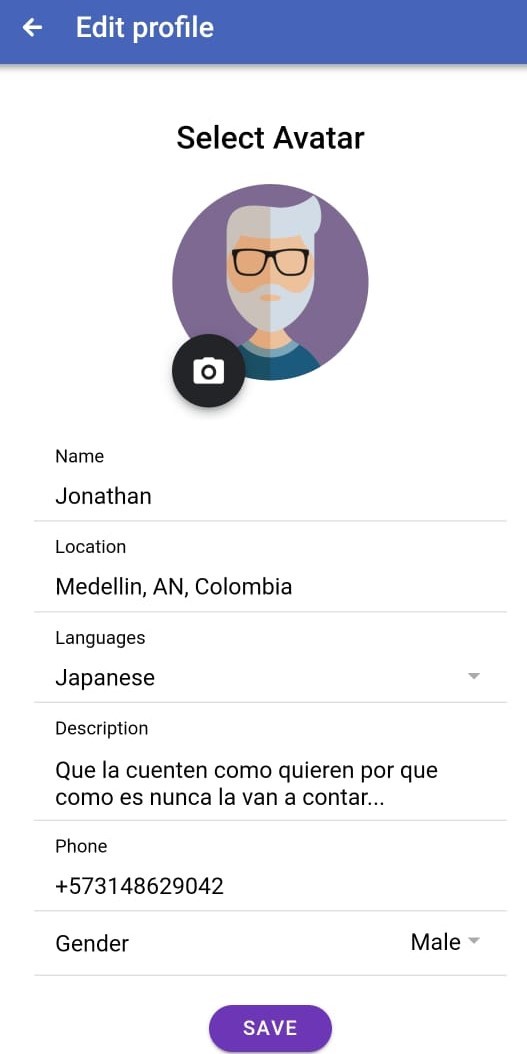 Edit profile
Select Avatar
Name
Jonathan
Location
Medellin, AN, Colombia
Languages
Japanese
Description
Que la cuenten como quieren por que
como es nunca la van a contar...
Phone
+573148629042
Gender
Male
SAVE